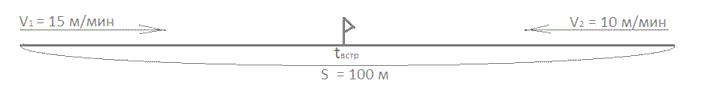 V₁ = 15 м/мин
V₂ = 10 м/мин
tвстр
S = 100 м